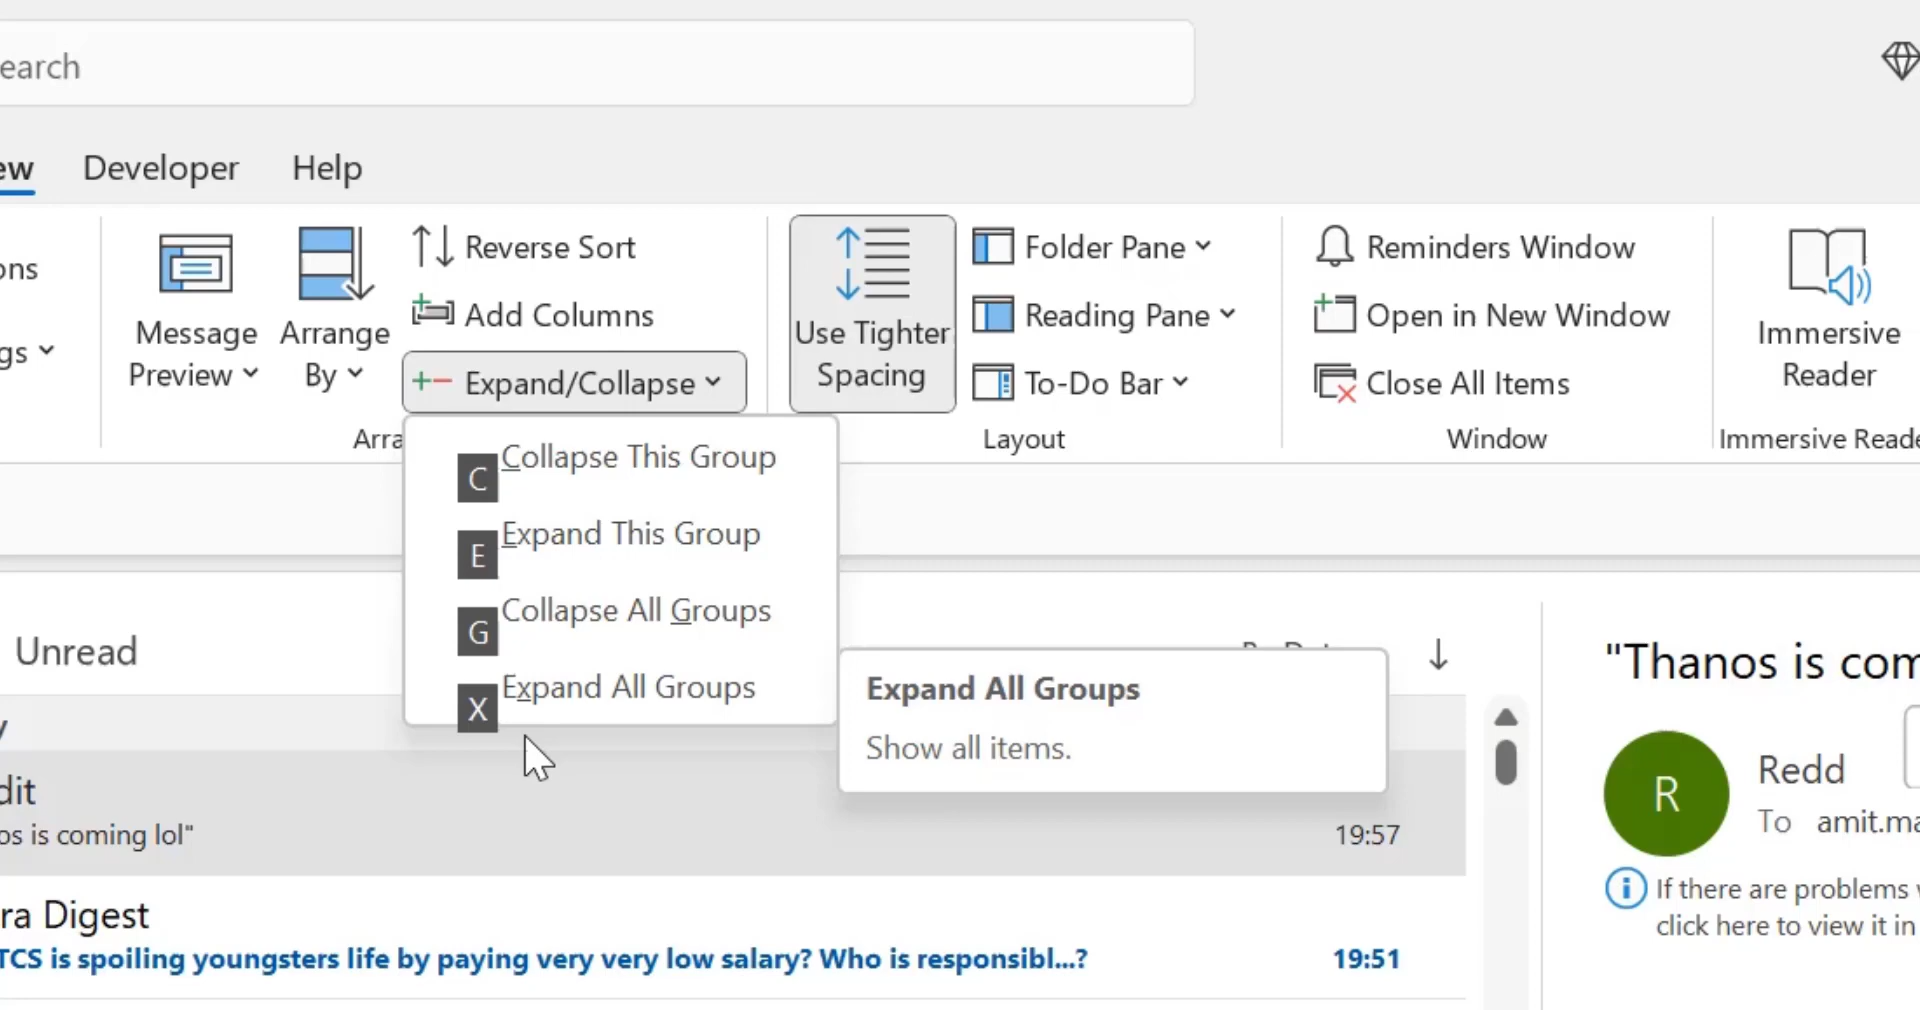 earch
ew Developer Help
ons
gs
Message Preview
Arrange By
Reverse Sort
Add Columns
Expand/Collapse
Use Tighter Spacing
Folder Pane
Reading Pane
To-Do Bar
Reminders Window
Open in New Window
Close All Items
Immersive Reader
Arra
Layout
Window
Immersive Reade
C Collapse This Group
E Expand This Group
G Collapse All Groups
X Expand All Groups
Expand All Groups
Show all items.
Unread
y
dit
os is coming lol" 19:57
ra Digest
TCS is spoiling youngsters life by paying very very low salary? Who is responsibl...? 19:51
"Thanos is com
R
Redd
To amit.ma
If there are problems
click here to view it in